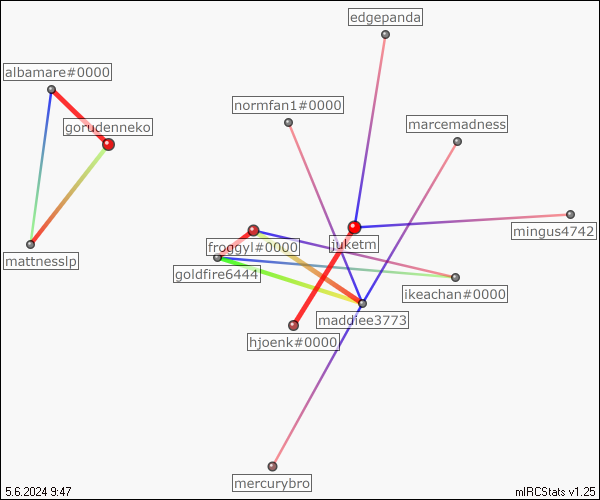 edgepanda
albamare#0000
normfan1#0000
gorudenneko
marcemadness
mingus4742
juketm
froggyl#0000
mattnesslp
goldfire6444
ikeachan#0000
maddiee3773
hjoenk#0000
mercurybro
5.6.2024 9:47
mIRCStats v1.25